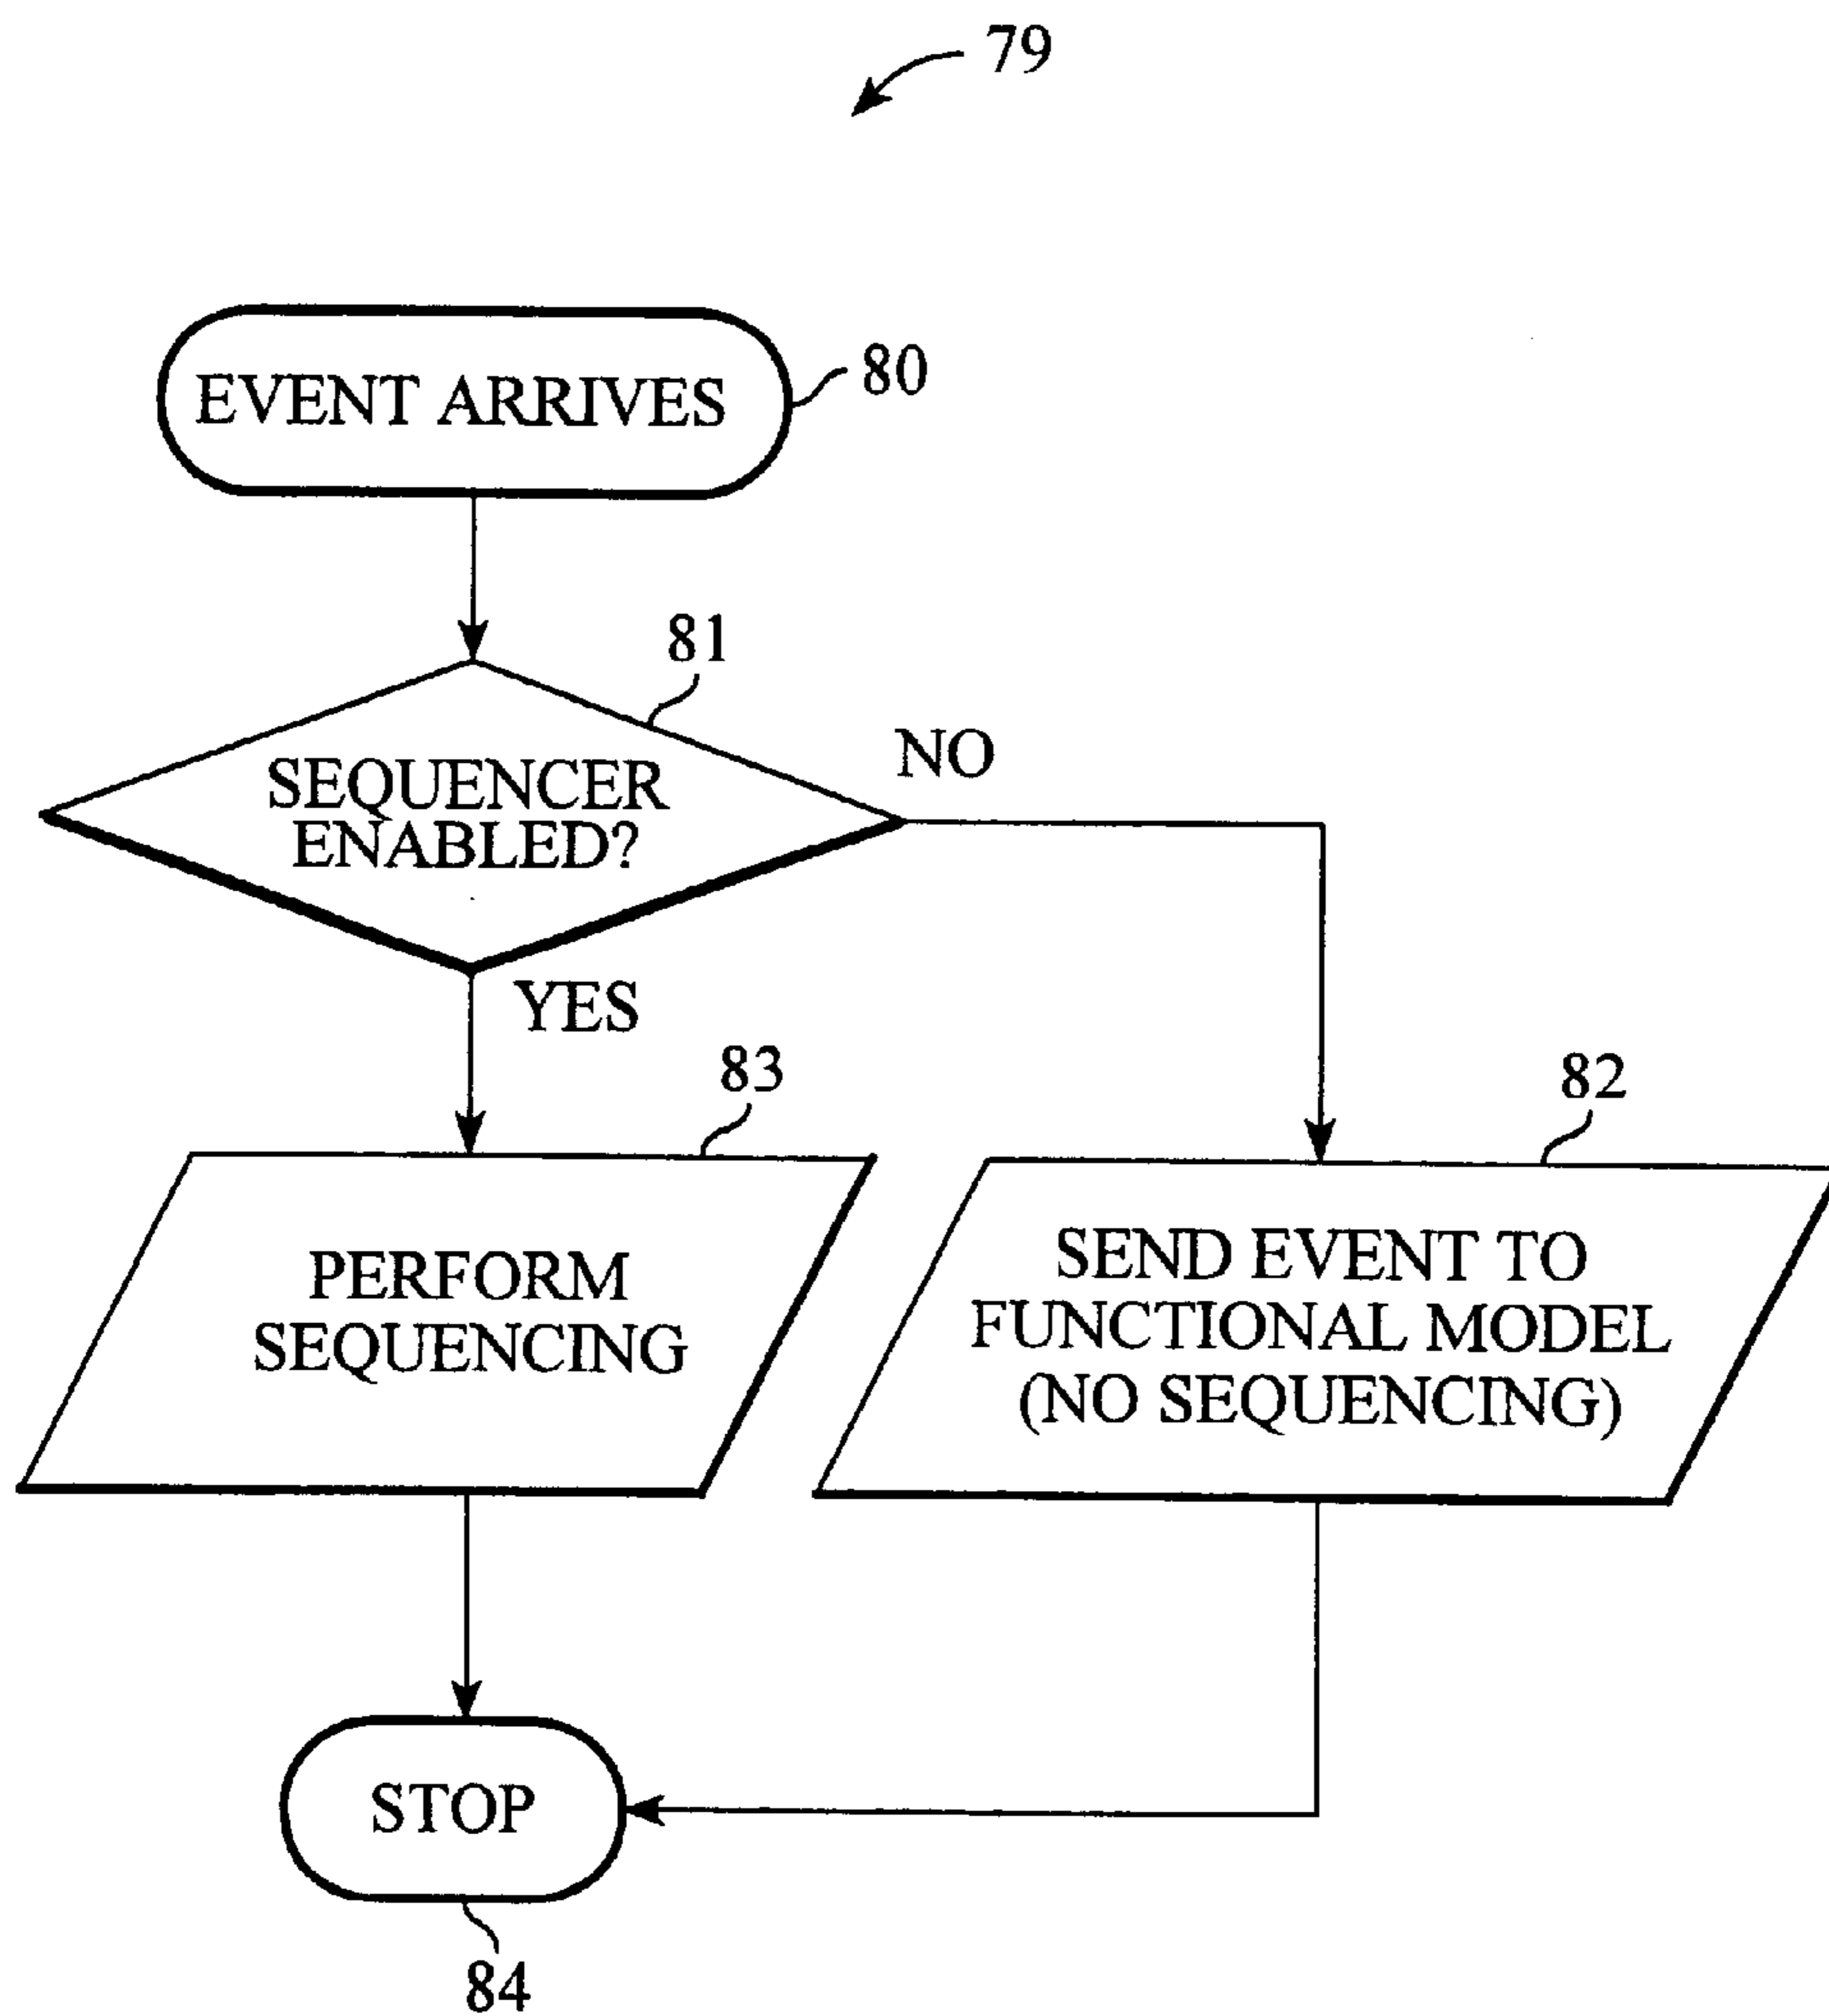 79
EVENT ARRIVES
80
81
SEQUENCER
ENABLED?
NO
YES
83
82
PERFORM
SEQUENCING
SEND EVENT TO
FUNCTIONAL MODEL
(NO SEQUENCING)
STOP
84